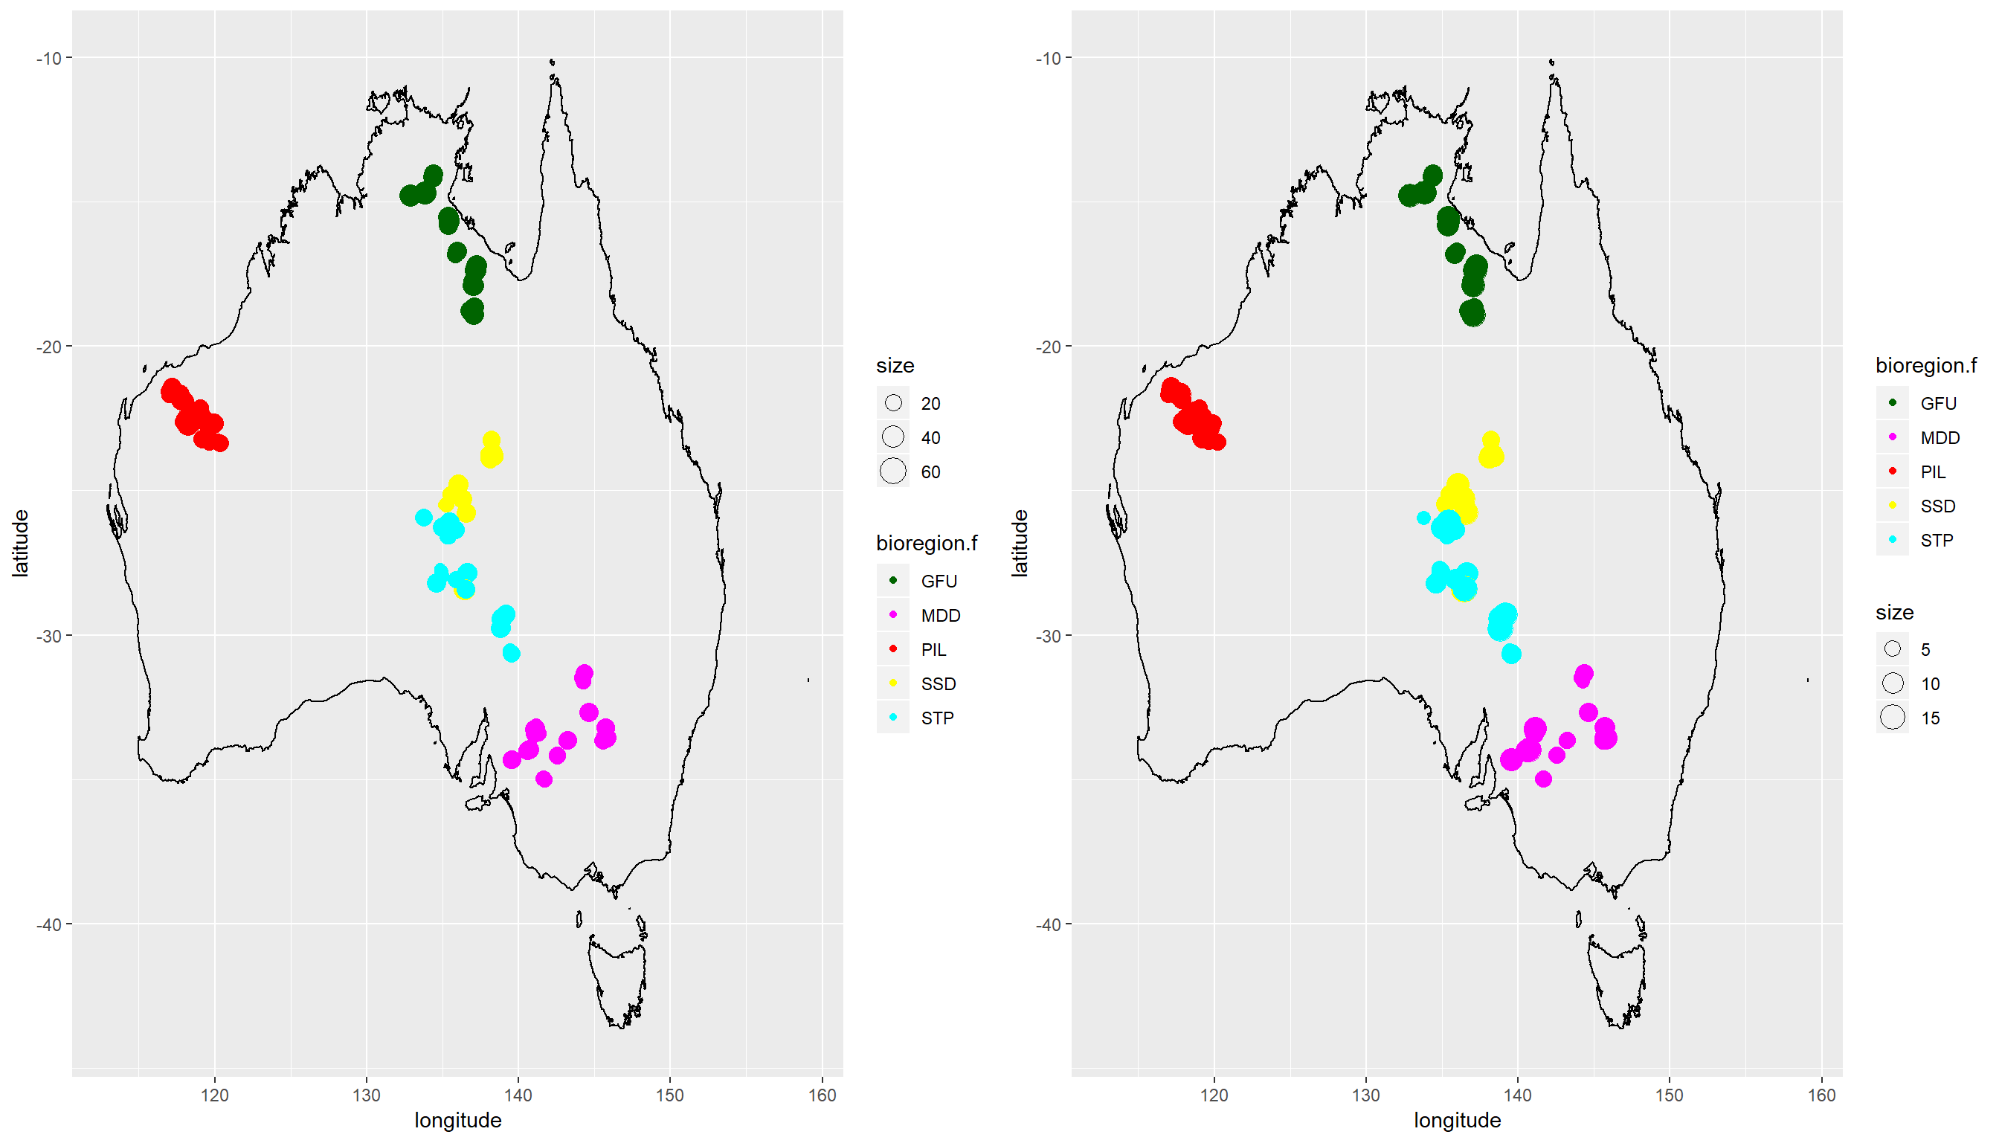 -10
-20
-30
-40
latitude
120
130
140
150
160
longitude
size
20
40
60
bioregion.f
GFU
MDD
PIL
SSD
STP
-10
-20
-30
-40
latitude
120
130
140
150
160
longitude
bioregion.f
GFU
MDD
PIL
SSD
STP
size
5
10
15